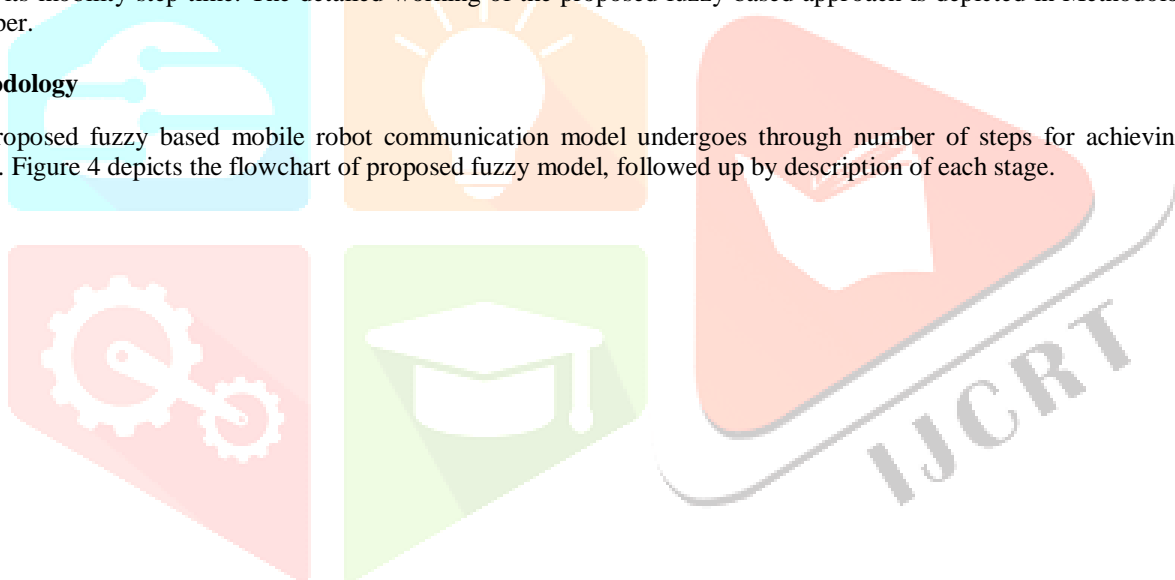 its mobility step time. The detailed working of the proposed fuzzy based approach is depicted in Methodolo
per.
odology
roposed fuzzy based mobile robot communication model undergoes through number of steps for achievin
. Figure 4 depicts the flowchart of proposed fuzzy model, followed up by description of each stage.
IJCRT